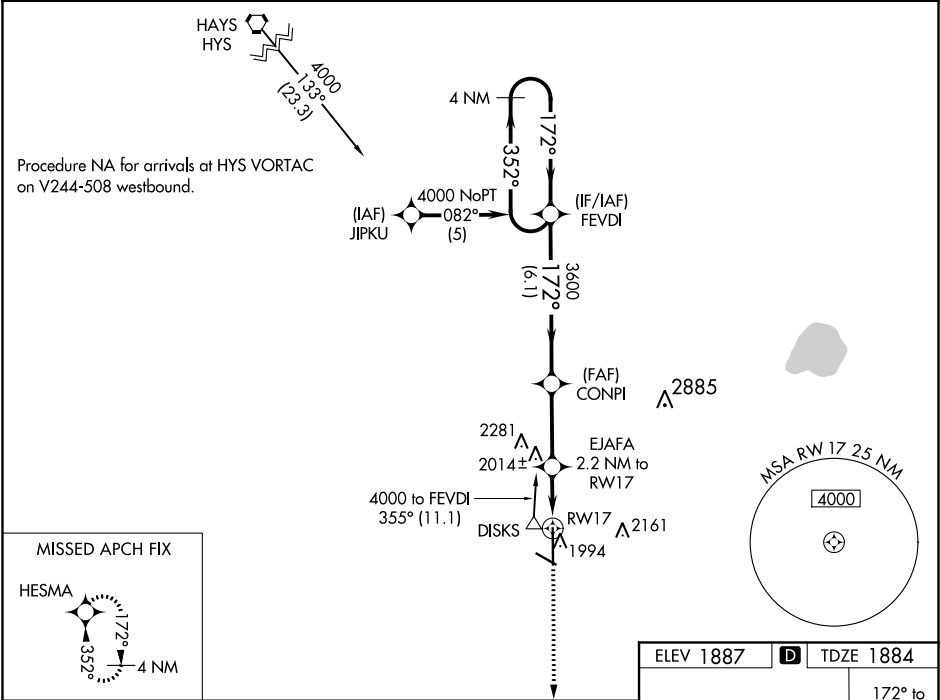 HAYS
HYS
4000
133°
(23.3)
4 NM
172°
352°
Procedure NA for arrivals at HYS VORTAC
on V244-508 westbound.
(IAF)
JIPKU
4000 NoPT
082°
(5)
(IF/IAF)
FEVDI
3600
172°
(6.1)
(FAF)
CONPI
2885
2281
2014±
EJAFA
2.2 NM to
RW17
4000 to FEVDI
355° (11.1)
DISKS
RW17
2161
1994
MSA RW 17 25 NM
4000
MISSED APCH FIX
HESMA
172°
352°
4 NM
ELEV 1887 D TDZE 1884
172° to